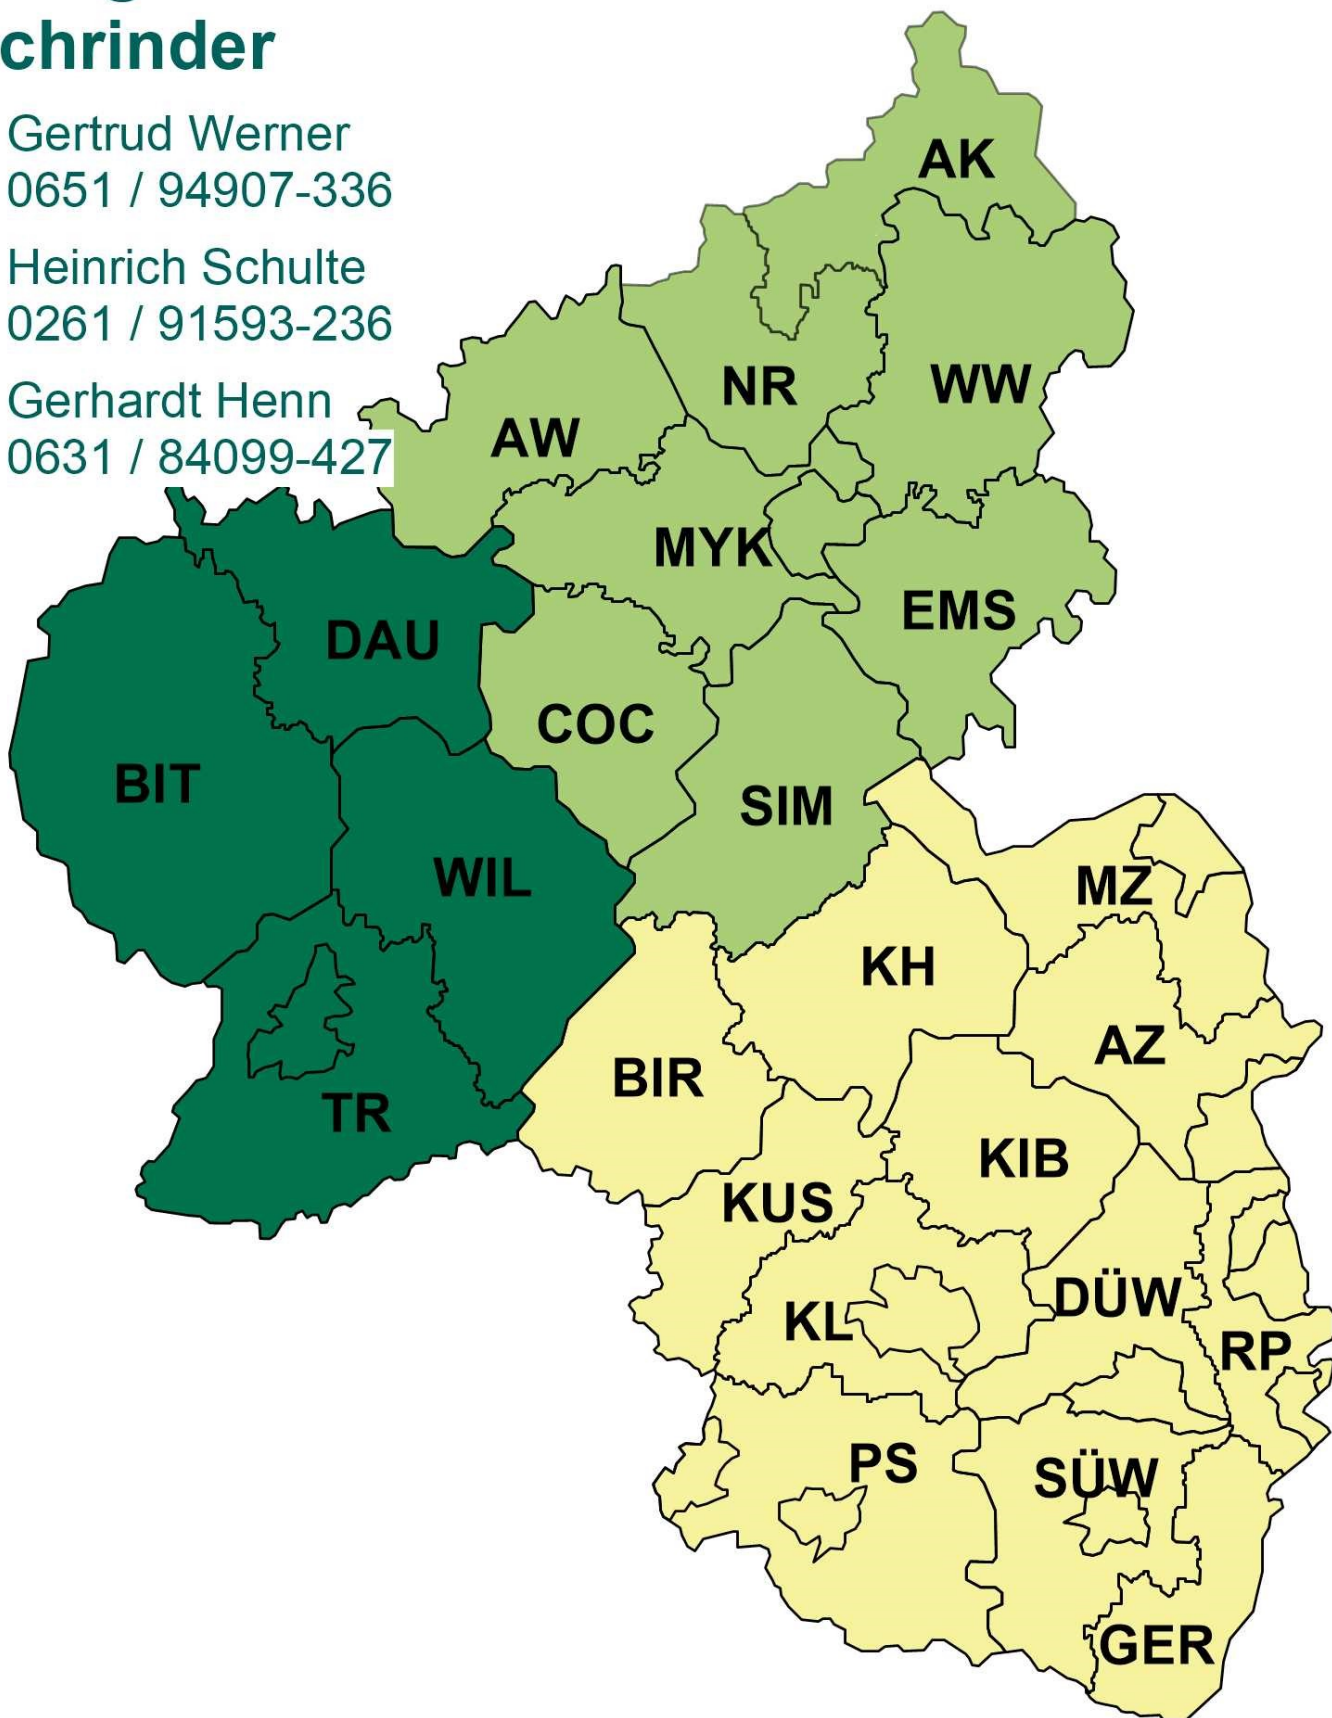 chrinder
Gertrud Werner
0651 / 94907-336
Heinrich Schulte
0261 / 91593-236
Gerhardt Henn
0631 / 84099-427
AK
NR
WW
AW
MYK
EMS
DAU
COC
BIT
SIM
WIL
MZ
KH
AZ
BIR
TR
KIB
KUS
DÜW
KL
RP
PS
SÜW
GER